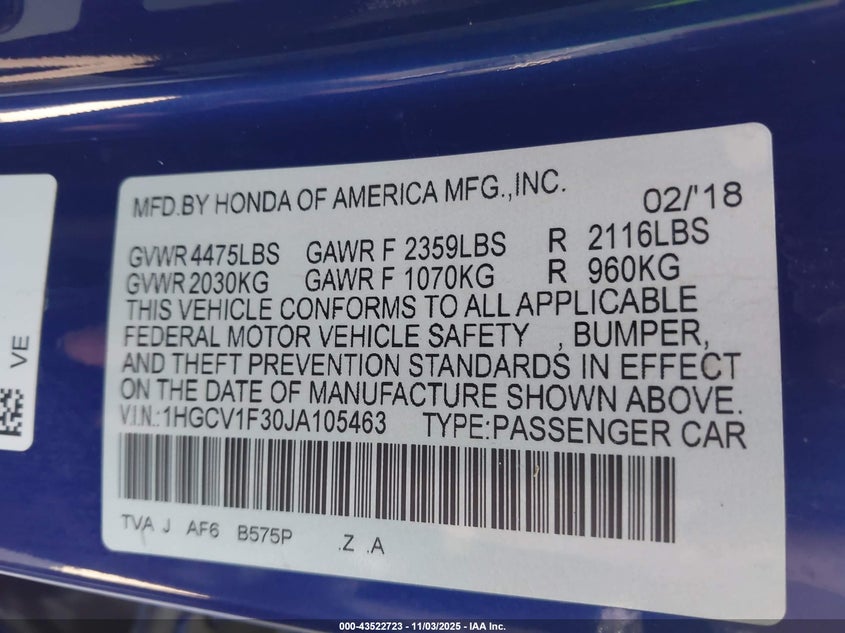 MFD.BY HONDA OF AMERICA MFG.,INC. 02/'18
GVWR 4475LBS GAWR F 2359LBS R 2116LBS
GVWR 2030KG GAWR F 1070KG R 960KG
THIS VEHICLE CONFORMS TO ALL APPLICABLE
FEDERAL MOTOR VEHICLE SAFETY , BUMPER,
AND THEFT PREVENTION STANDARDS IN EFFECT
ON THE DATE OF MANUFACTURE SHOWN ABOVE.
V.I.N.:1HGCV1F30JA105463 TYPE:PASSENGER CAR
TVA J AF6 B575P .Z .A
VE
000-43522723 - 11/03/2025 - IAA Inc.